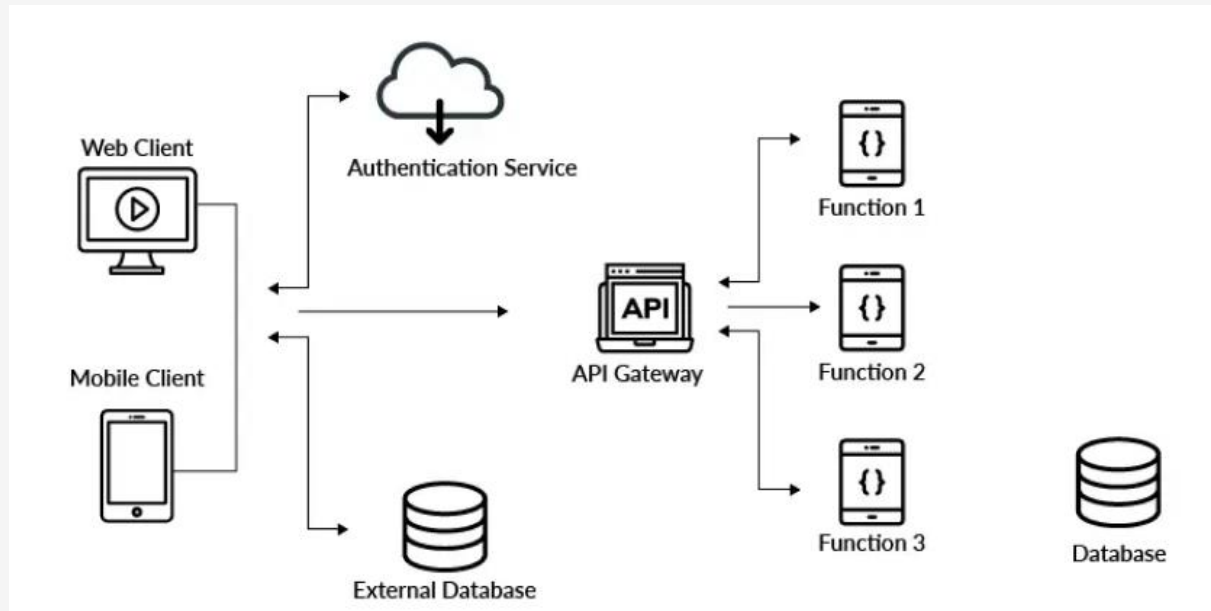 Web Client
Authentication Service
Mobile Client
External Database
API
API Gateway
{}
Function 1
{}
Function 2
{}
Function 3
Database